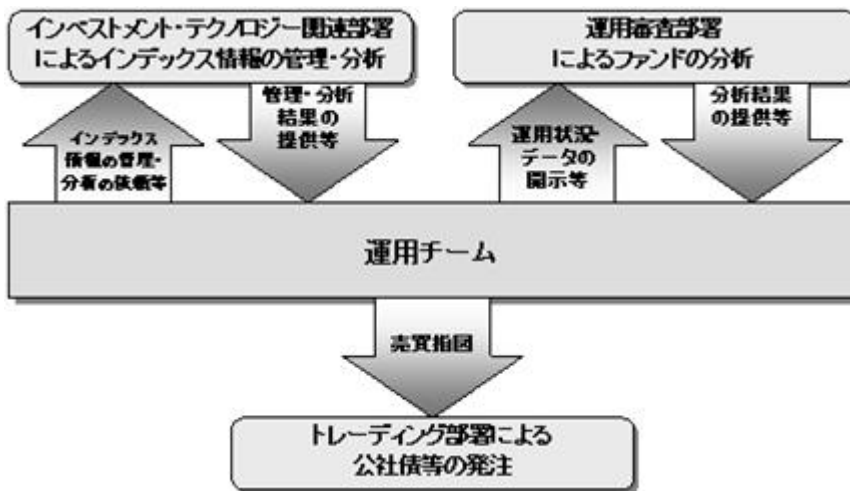 インベストメント・テクノロジー関連部署
によるインデックス情報の管理・分析
運用審査部署
によるファンドの分析
インデックス
情報の管理・
分析の依頼等
管理・分析
結果の
提供等
運用状況・
データの
開示等
分析結果
の提供等
運用チーム
売買指図
トレーディング部署による
公社債等の発注